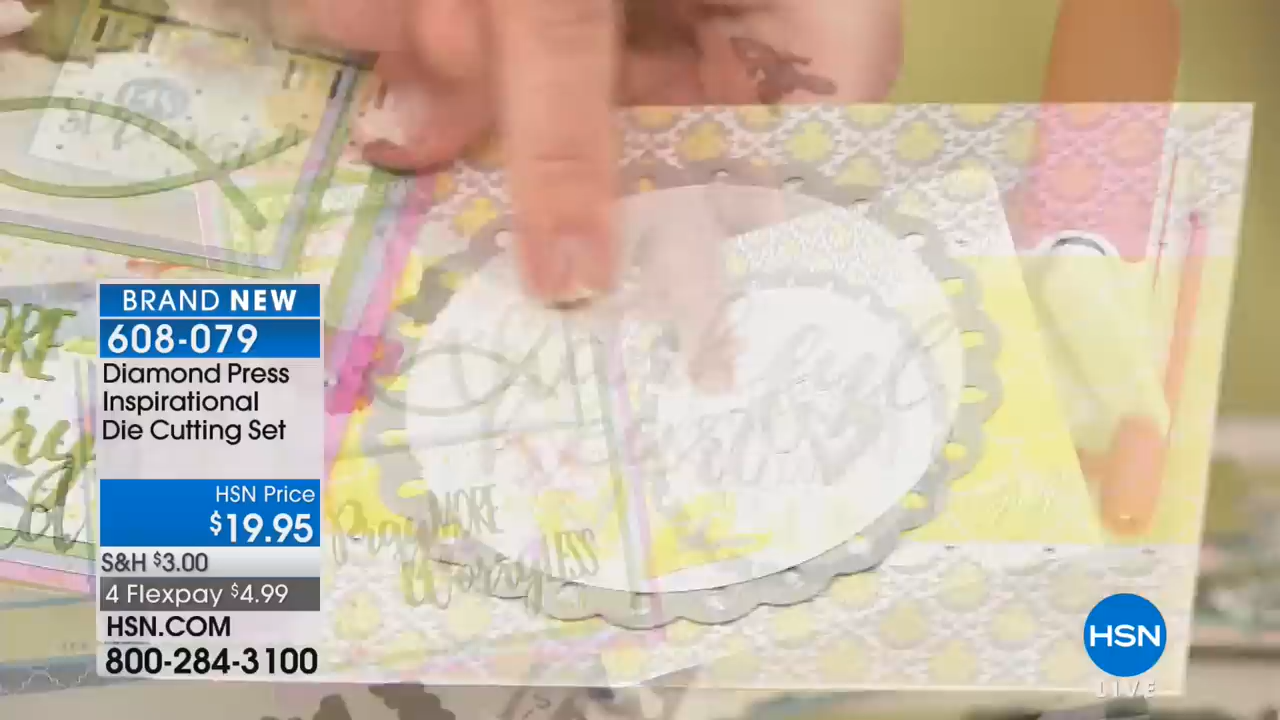 BRAND NEW
608-079
Diamond Press
Inspirational
Die Cutting Set
HSN Price
$19.95
S&H $3.00
4 Flexpay $4.99
HSN.COM
800-284-3100
Pray MORE
Worry LESS
HSN
LIVE